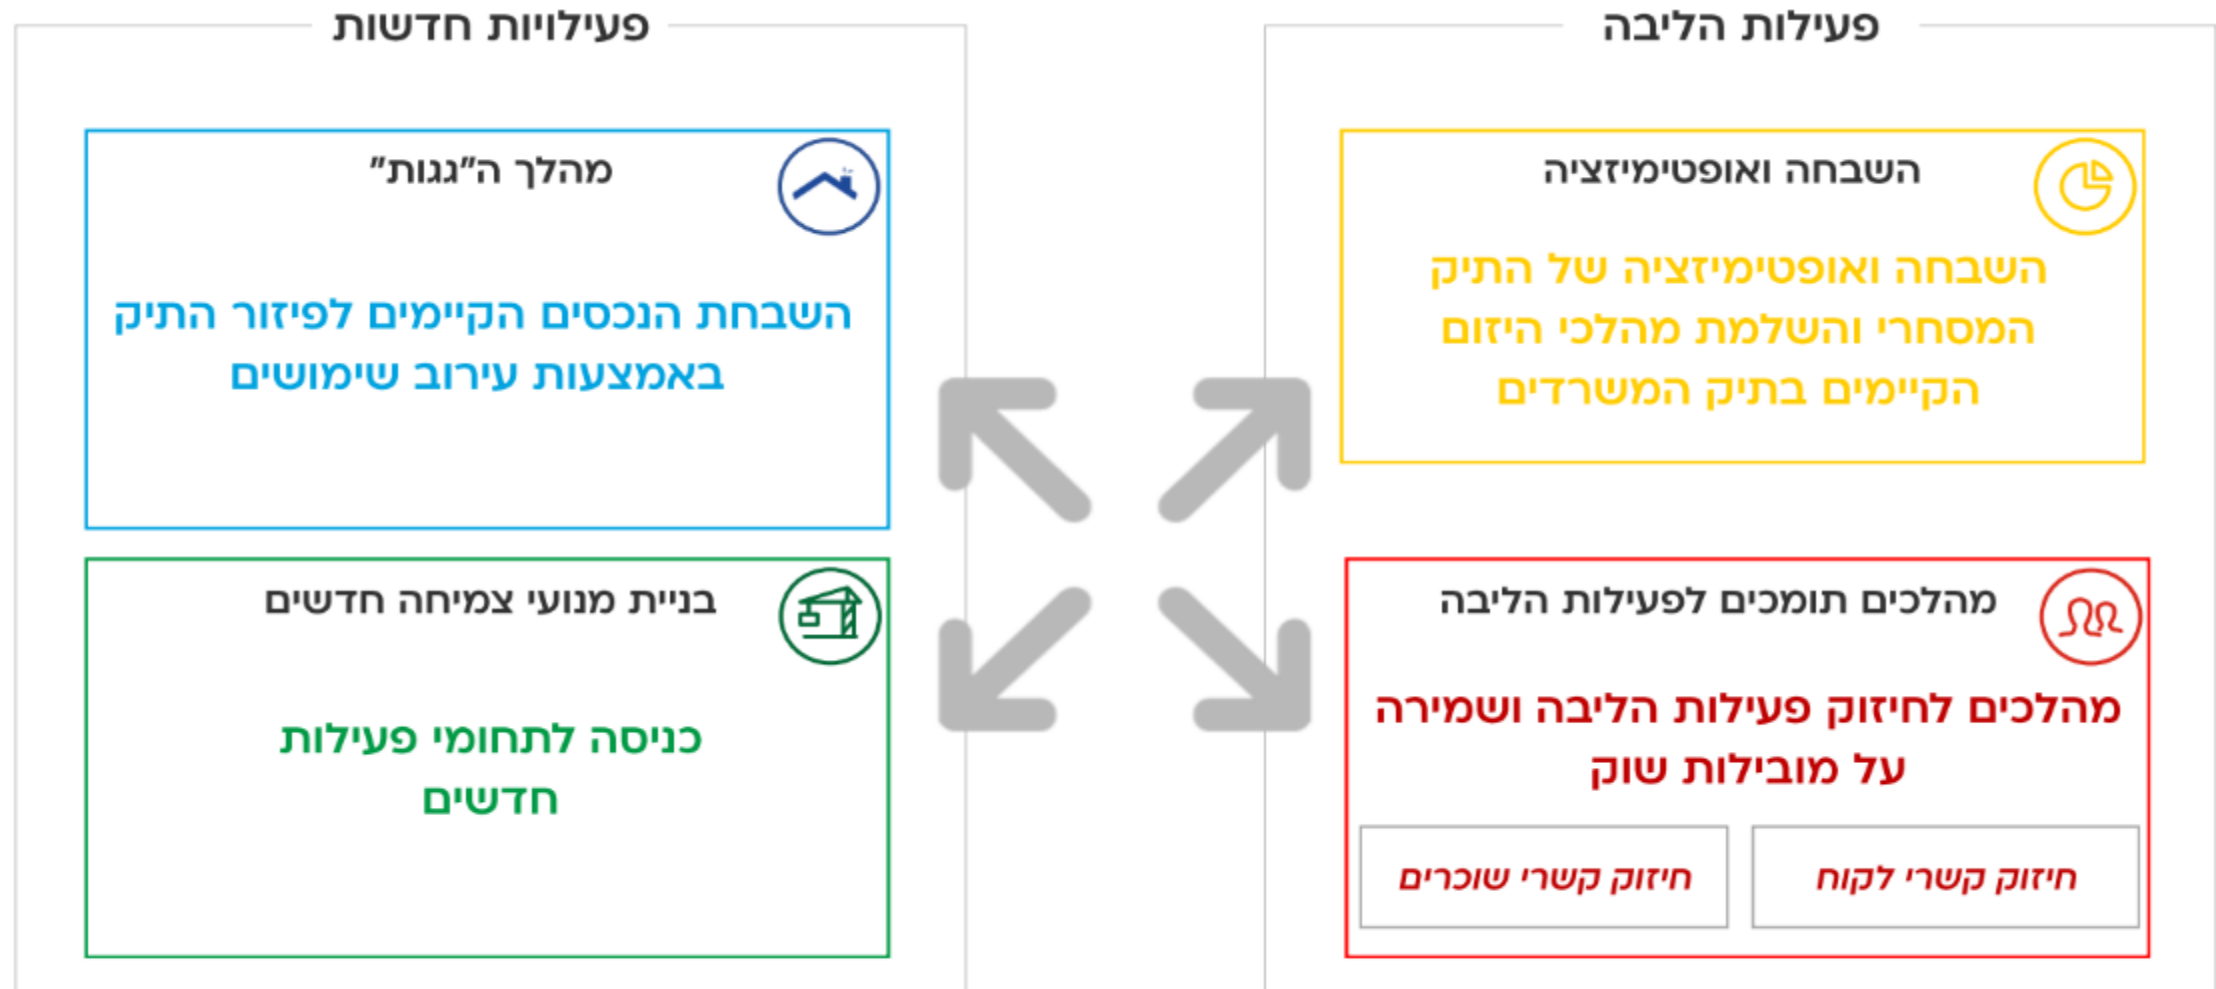 פעילות הליבה
השבחה ואופטימיזציה
השבחה ואופטימיזציה של התיק
המסחרי והשלמת מהלכי היזום
הקיימים בתיק המשרדים
מהלכים תומכים לפעילות הליבה
מהלכים לחיזוק פעילות הליבה ושמירה
על מובילות שוק
חיזוק קשרי לקוח
חיזוק קשרי שוכרים
פעילויות חדשות
מהלך ה"גגות"
השבחת הנכסים הקיימים לפיזור התיק
באמצעות עירוב שימושים
בניית מנועי צמיחה חדשים
כניסה לתחומי פעילות
חדשים